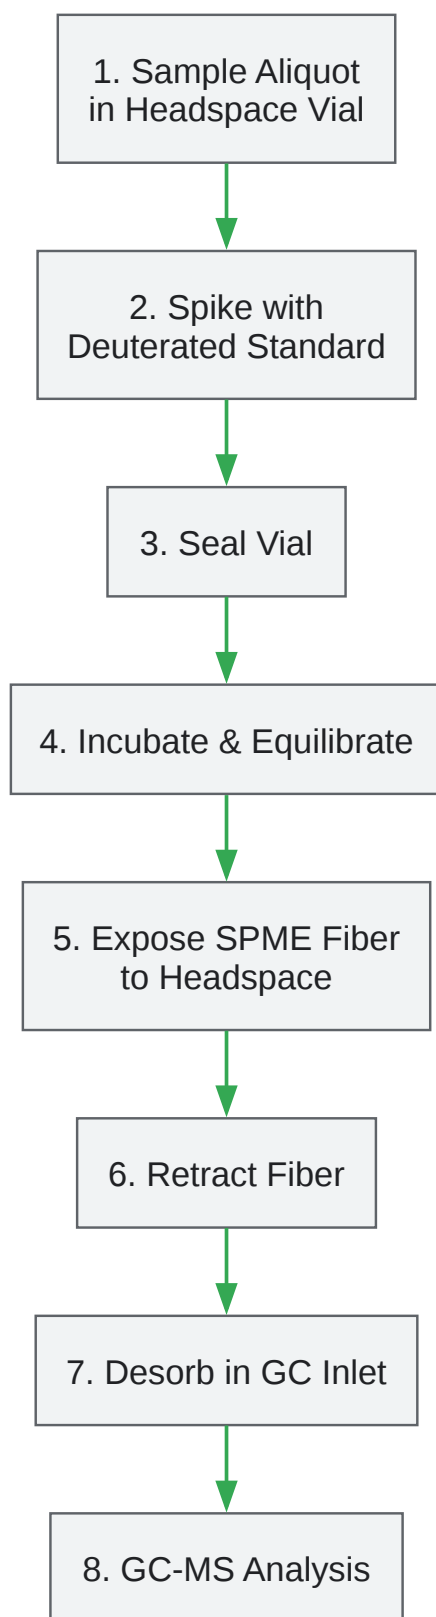 1. Sample Aliquot
in Headspace Vial
2. Spike with
Deuterated Standard
3. Seal Vial
4. Incubate & Equilibrate
5. Expose SPME Fiber
to Headspace
6. Retract Fiber
7. Desorb in GC Inlet
8. GC-MS Analysis